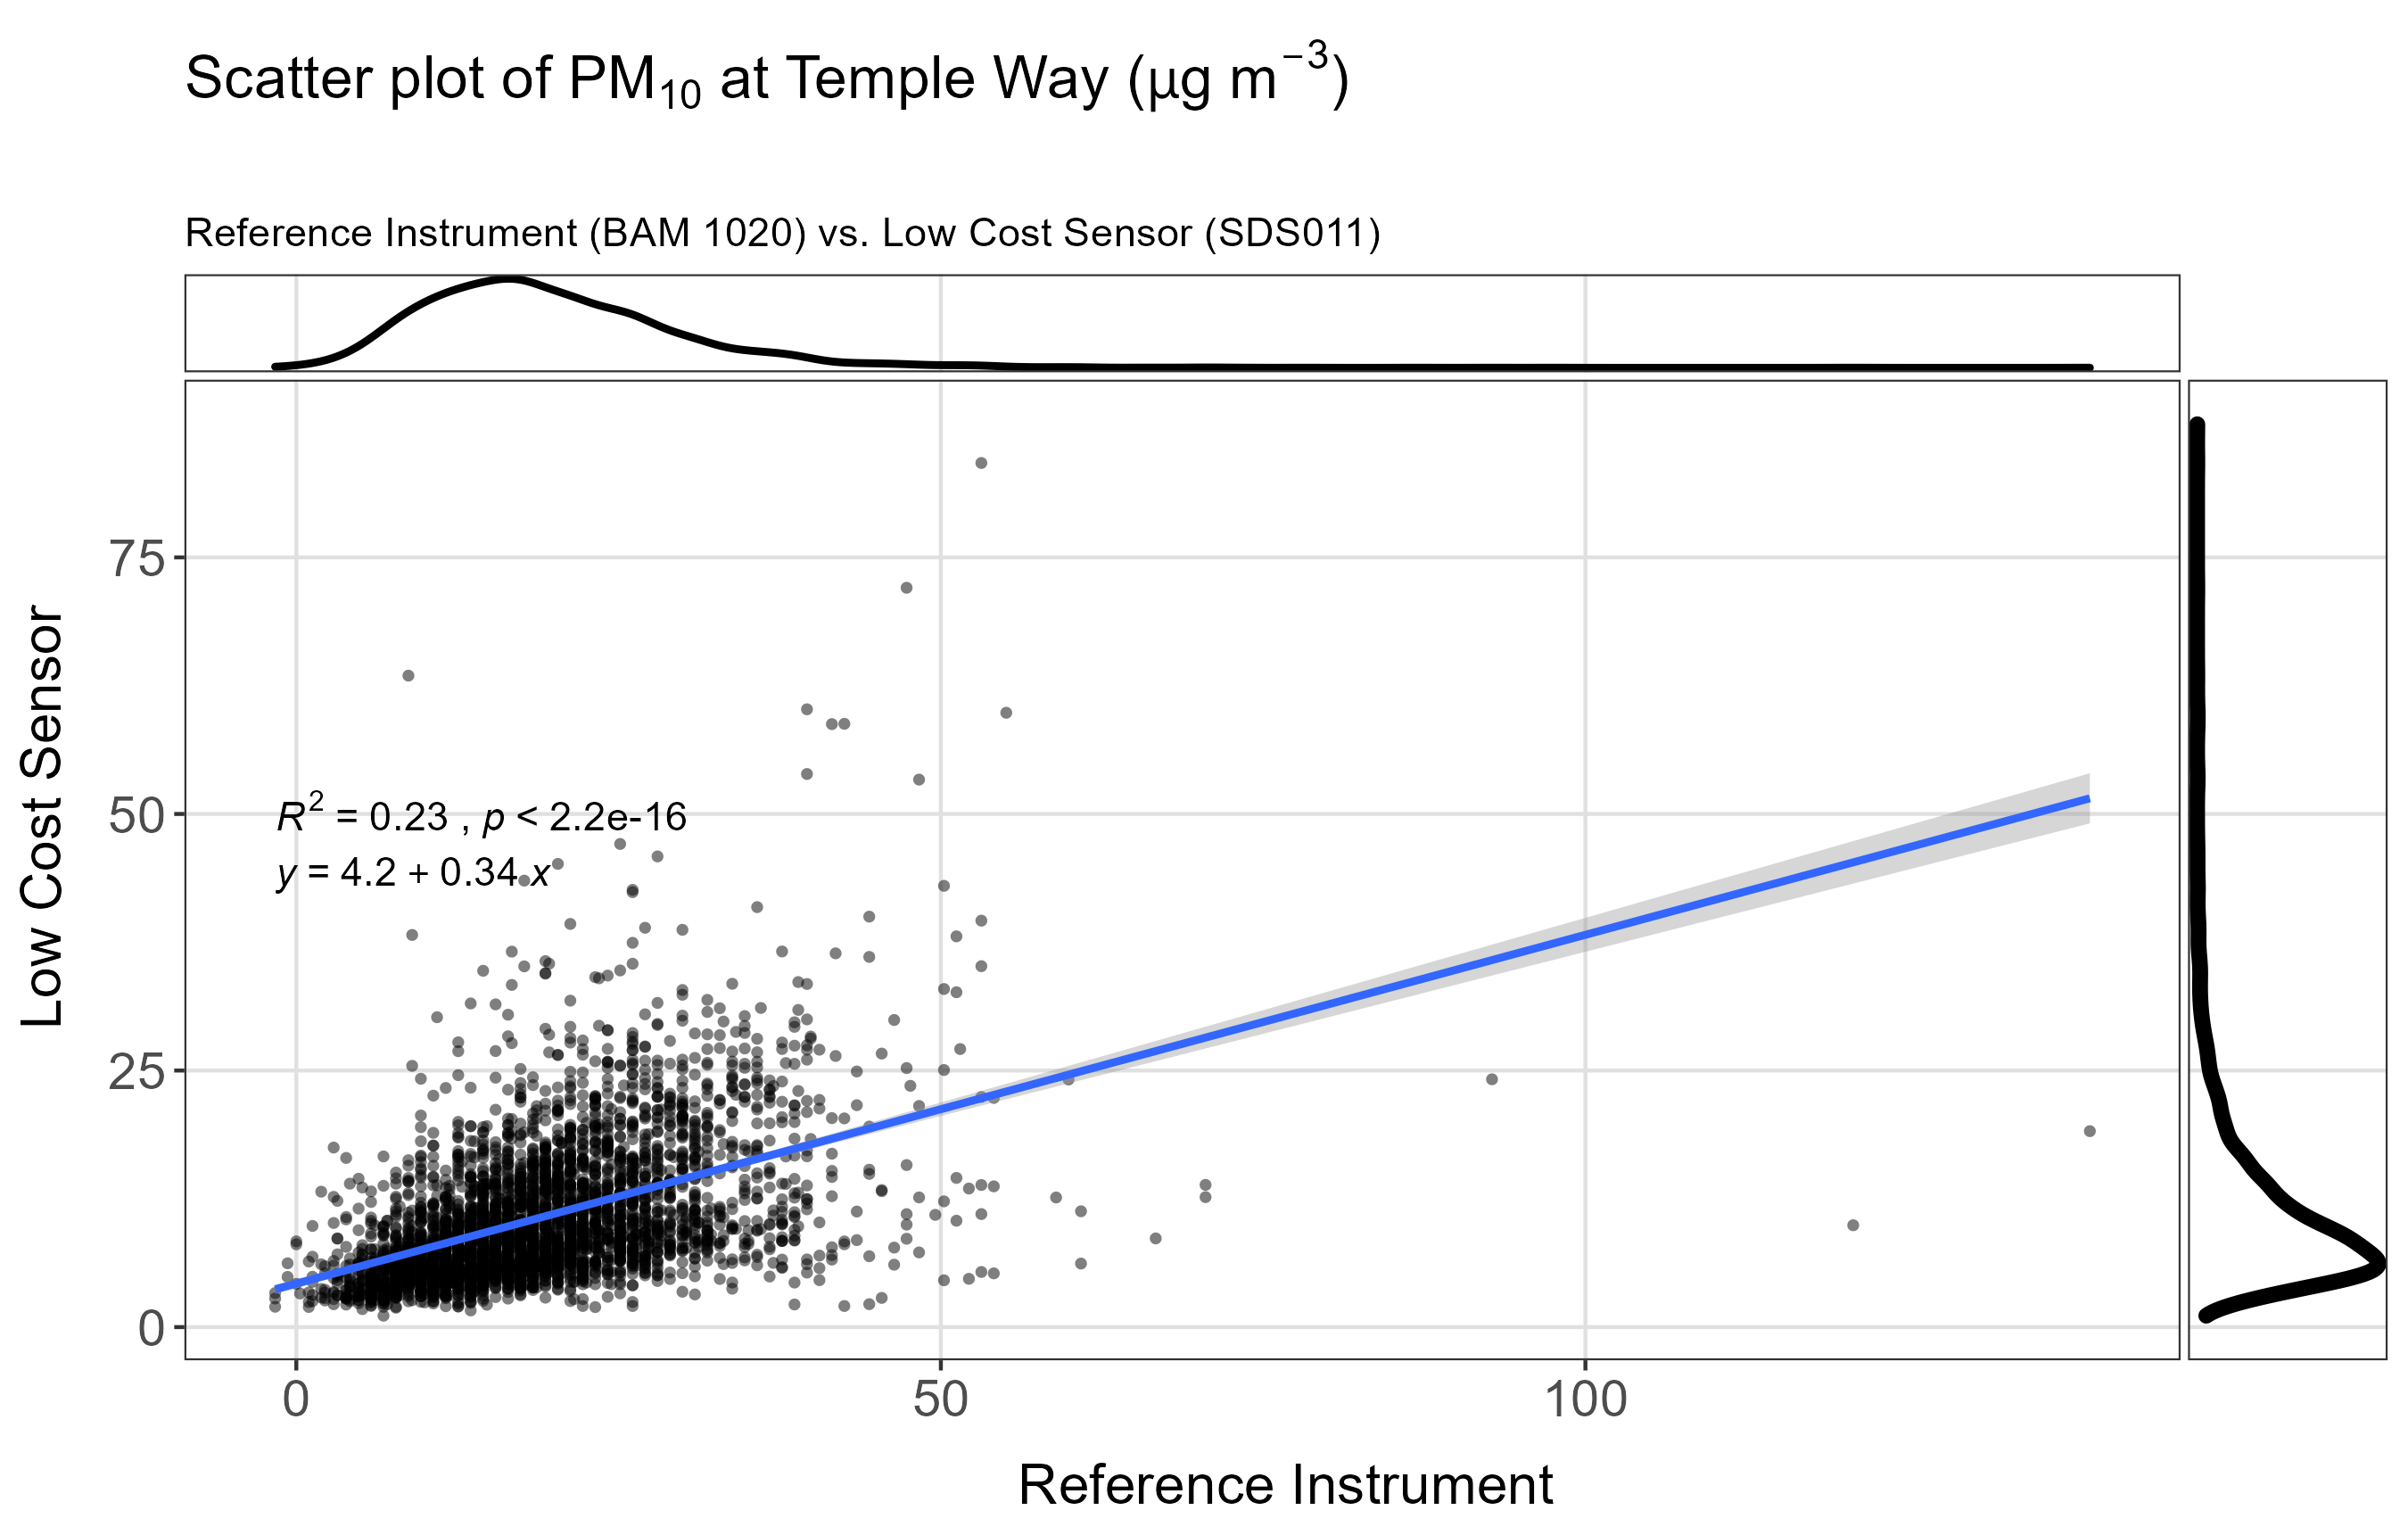 Scatter plot of PM₁₀ at Temple Way (µg m⁻³)
Reference Instrument (BAM 1020) vs. Low Cost Sensor (SDS011)
75
50
25
0
Low Cost Sensor
R² = 0.23 , p < 2.2e-16
y = 4.2 + 0.34 x
0 50 100
Reference Instrument